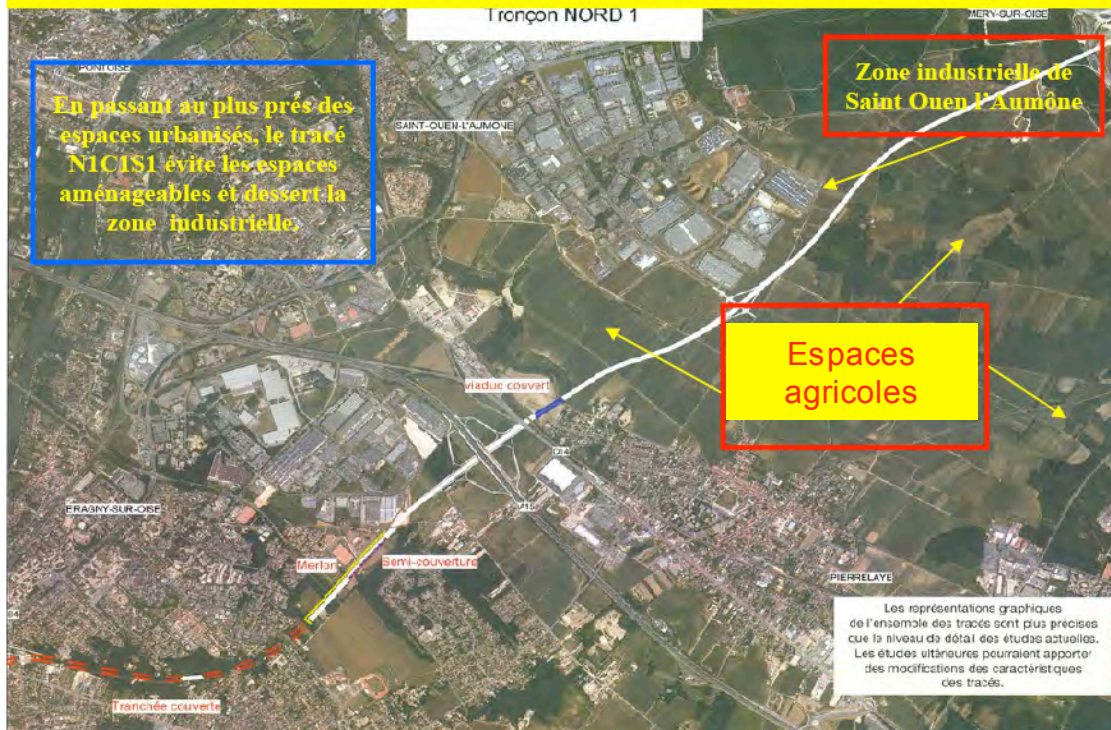 Tronçon NORD 1
MERY-SUR-OISE
PONTOISE
En passant au plus prés des
espaces urbanisés, le tracé
N1C1S1 évite les espaces
aménageables et dessert la
zone industrielle.
Zone industrielle de
Saint Ouen l'Aumône
SAINT-OUEN-L'AUMONE
Espaces
agricoles
viaduc couvert
D14
A15
ERAGNY-SUR-OISE
Merlon
Semi-couverture
PIERRELAYE
Les représentations graphiques
de l'ensemble des tracés sont plus précises
que le niveau de détail des études actuelles.
Les études ultérieures pourraient apporter
des modifications des caractéristiques
des tracés.
Tranchée couverte